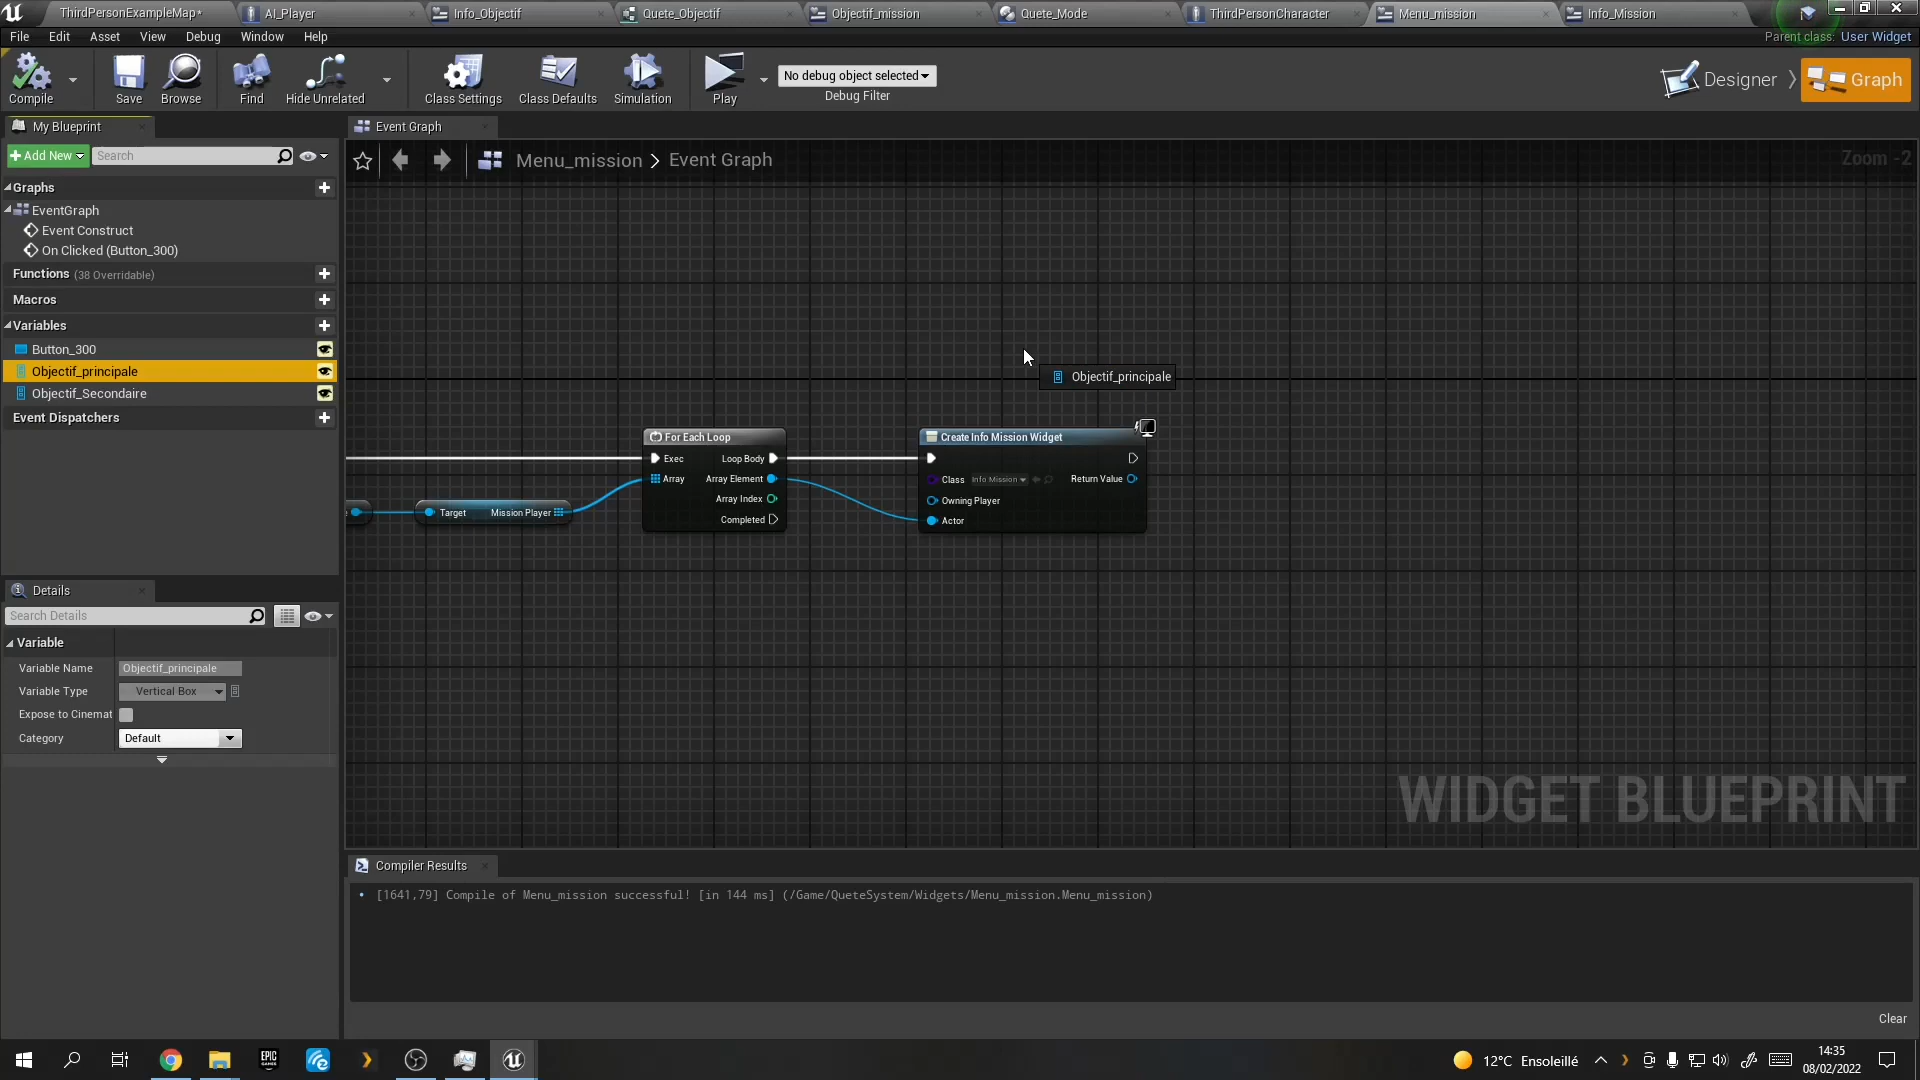 ThirdPersonExampleMap*
AI_Player
Info_Objectif
Quete_Objectif
Objectif_mission
Quete_Mode
ThirdPersonCharacter
Menu_mission
Info_Mission
File Edit Asset View Debug Window Help
Parent class: User Widget
Compile
Save
Browse
Find
Hide Unrelated
Class Settings
Class Defaults
Simulation
Play
No debug object selected
Debug Filter
Designer
Graph
My Blueprint
Event Graph
Add New
Search
Menu_mission > Event Graph
Zoom -2
Graphs
EventGraph
Event Construct
On Clicked (Button_300)
Functions (38 Overridable)
Macros
Variables
Button_300
Objectif_principale
Objectif_Secondaire
Event Dispatchers
Objectif_principale
For Each Loop
Exec Loop Body
Array Array Element
Array Index
Completed
Target Mission Player
Create Info Mission Widget
Class Info Mission Return Value
Owning Player
Actor
Details
Search Details
Variable
Variable Name Objectif_principale
Variable Type Vertical Box
Expose to Cinemat
Category Default
WIDGET BLUEPRINT
Compiler Results
[1641,79] Compile of Menu_mission successful! [in 144 ms] (/Game/QueteSystem/Widgets/Menu_mission.Menu_mission)
Clear
EPIC GAMES
12°C Ensoleillé
14:35
08/02/2022